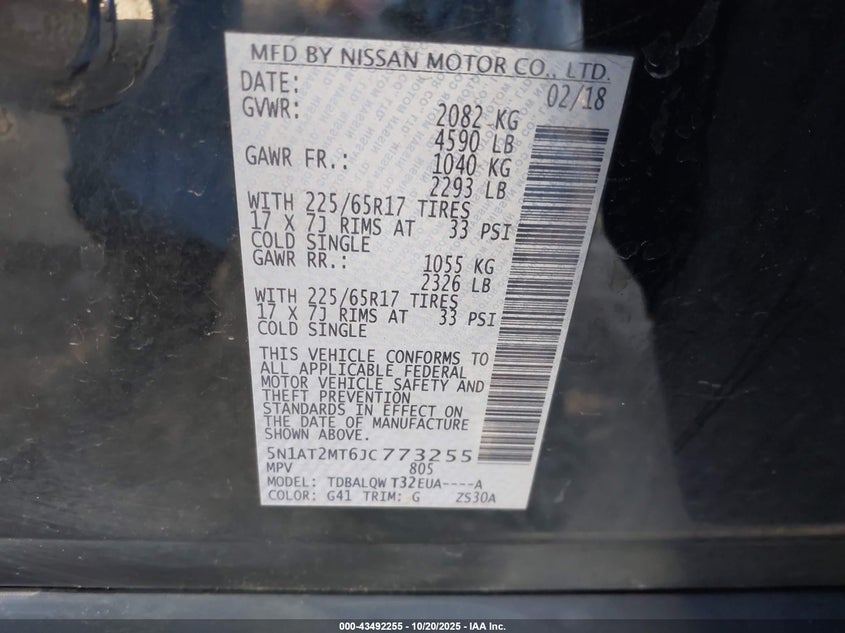 MFD BY NISSAN MOTOR CO., LTD.
DATE: 02/18
GVWR: 2082 KG
4590 LB
GAWR FR.: 1040 KG
2293 LB
WITH 225/65R17 TIRES
17 X 7J RIMS AT 33 PSI
COLD SINGLE
GAWR RR.: 1055 KG
2326 LB
WITH 225/65R17 TIRES
17 X 7J RIMS AT 33 PSI
COLD SINGLE
THIS VEHICLE CONFORMS TO
ALL APPLICABLE FEDERAL
MOTOR VEHICLE SAFETY AND
THEFT PREVENTION
STANDARDS IN EFFECT ON
THE DATE OF MANUFACTURE
SHOWN ABOVE.
5N1AT2MT6JC773255
MPV 805
MODEL: TDBALQW T32EUA----A
COLOR: G41 TRIM: G ZS30A
000-43492255 - 10/20/2025 - IAA Inc.